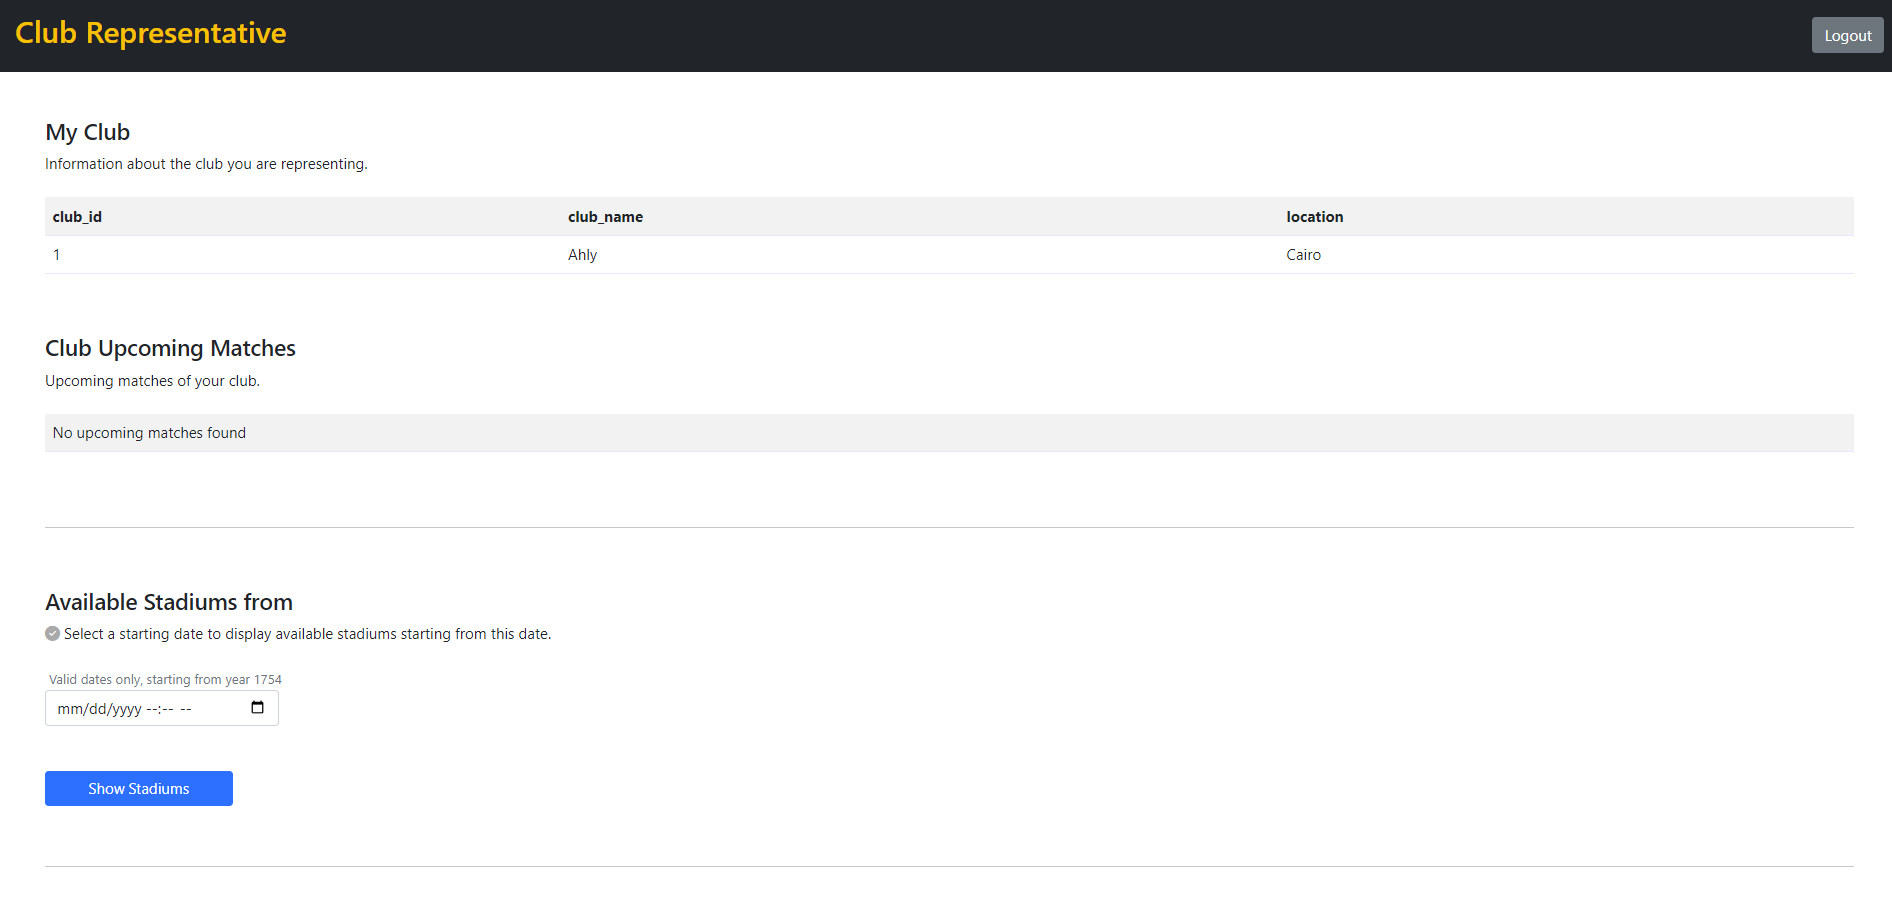 Club Representative
Logout
My Club
Information about the club you are representing.
club_id club_name location
1 Ahly Cairo
Club Upcoming Matches
Upcoming matches of your club.
No upcoming matches found
Available Stadiums from
Select a starting date to display available stadiums starting from this date.
Valid dates only, starting from year 1754
mm/dd/yyyy --:-- --
Show Stadiums